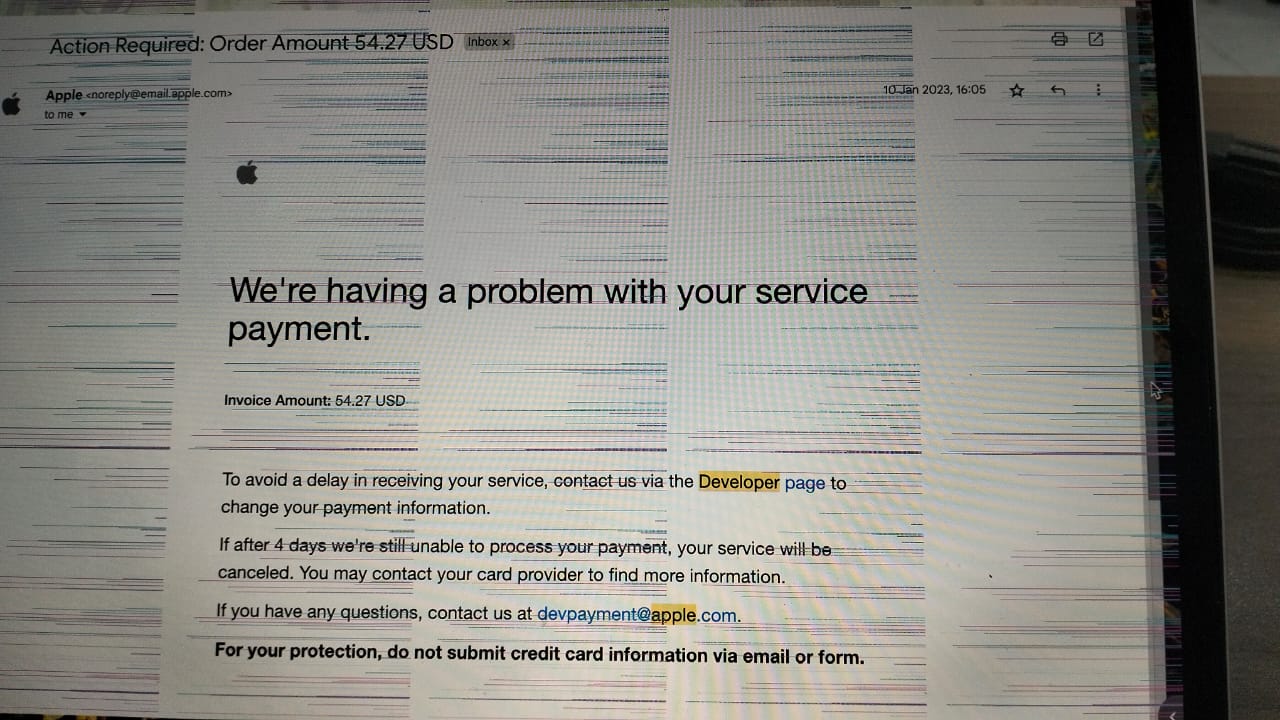 Action Required: Order Amount 54.27 USD Inbox ×
Apple <noreply@email.apple.com>
10 Jan 2023, 16:05
to me
We're having a problem with your service
payment.
Invoice Amount: 54.27 USD
To avoid a delay in receiving your service, contact us via the Developer page to
change your payment information.
If after 4 days we're still unable to process your payment, your service will be
canceled. You may contact your card provider to find more information.
If you have any questions, contact us at devpayment@apple.com.
For your protection, do not submit credit card information via email or form.